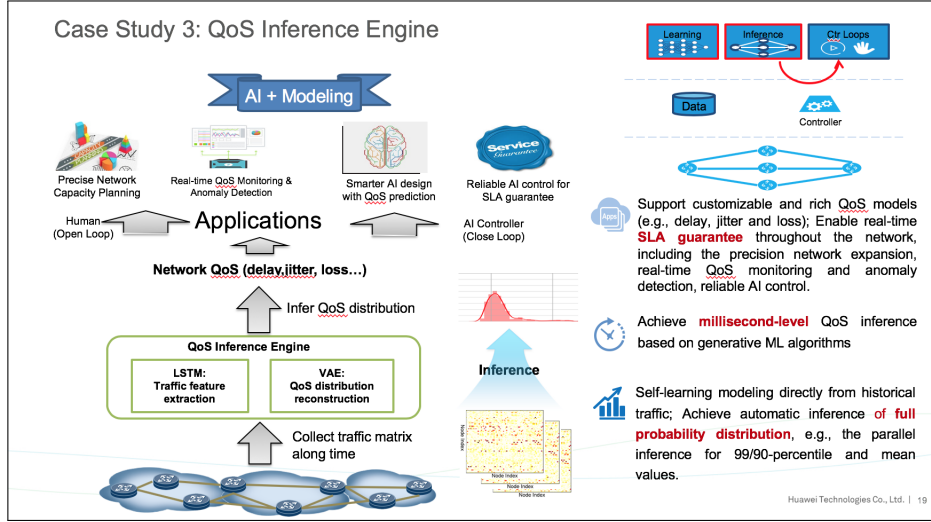 Case Study 3: QoS Inference Engine
Learning
Inference
Ctr Loops
AI + Modeling
Data
Controller
Service
Guarantee
Precise Network
Capacity Planning
Real-time QoS Monitoring &
Anomaly Detection
Smarter AI design
with QoS prediction
Reliable AI control for
SLA guarantee
Human
(Open Loop)
Applications
AI Controller
(Close Loop)
Network QoS (delay,jitter, loss…)
Infer QoS distribution
QoS Inference Engine
LSTM:
Traffic feature
extraction
VAE:
QoS distribution
reconstruction
Collect traffic matrix
along time
Inference
Node Index
Node Index
Node Index
Node Index
Apps
Support customizable and rich QoS models
(e.g., delay, jitter and loss); Enable real-time
SLA guarantee throughout the network,
including the precision network expansion,
real-time QoS monitoring and anomaly
detection, reliable AI control.
Achieve millisecond-level QoS inference
based on generative ML algorithms
Self-learning modeling directly from historical
traffic; Achieve automatic inference of full
probability distribution, e.g., the parallel
inference for 99/90-percentile and mean
values.
Huawei Technologies Co., Ltd. | 19